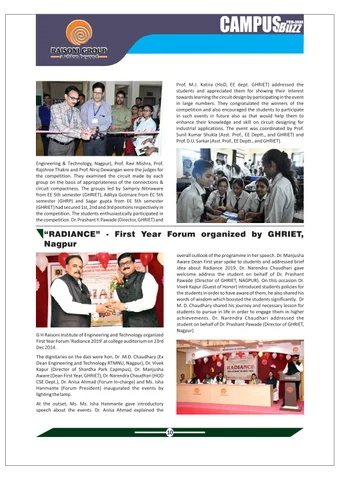 CAMPUS
BUZZ
RAISONI GROUP
a vision beyond
Engineering & Technology, Nagpur), Prof. Ravi Mishra, Prof.
Rajshree Thakre and Prof. Niraj Dewangan were the judges for
the competition. They examined the circuit made by each
group on the basis of appropriateness of the connections &
circuit compactness. The groups led by Sampriy Nitnaware
from EE 5th semester (GHRIET), Aditya Gotmare from EC 5th
semester (GHRP) and Sagar gupta from EE 5th semester
(GHRIET) had secured 1st, 2nd and 3rd positions respectively in
the competition. The students enthusiastically participated in
the competition. Dr. Prashant Y. Pawade (Director, GHRIET) and
Prof. M.J. Katira (HoD, EE dept. GHRIET) addressed the
students and appreciated them for showing their interest
towards learning the circuit design by participating in the event
in large numbers. They congratulated the winners of the
competition and also encouraged the students to participate
in such events in future also as that would help them to
enhance their knowledge and skill on circuit designing for
industrial applications. The event was coordinated by Prof.
Sunil Kumar Shukla (Asst. Prof., EE Deptt., and GHRIET) and
Prof. D.U. Sarkar (Asst. Prof., EE Deptt., and GHRIET).
“RADIANCE” - First Year Forum organized by GHRIET,
Nagpur
G H Raisoni Institute of Engineering and Technology organized
First Year Forum ‘Radiance 2019’ at college auditorium on 23rd
Dec 2014.
The dignitaries on the dais were hon. Dr .M.D. Chaudhary (Ex
Dean Engineering and Technology RTMNU, Nagpur), Dr. Vivek
Kapur (Director of Shardha Park Capmpus), Dr. Manjusha
Aware (Dean First Year, GHRIET), Dr. Narendra Chaudhari (HOD
CSE Dept.), Dr. Anisa Ahmad (Forum In-charge) and Ms. Isha
Hanmante (Forum President) inaugurated the events by
lighting the lamp.
At the outset, Ms. Ms. Isha Hanmante gave introductory
speech about the events. Dr. Anisa Ahmad explained the
overall outlook of the programme in her speech. Dr. Manjusha
Aware Dean First year spoke to students and addressed brief
idea about Radiance 2019. Dr. Narendra Chaudhari gave
welcome address the student on behalf of Dr. Prashant
Pawade (Director of GHRIET, NAGPUR). On this occasion Dr.
Vivek Kapur (Guest of Honor) introduced students policies for
the students in order to have aware of them, he also shared his
words of wisdom which boosted the students significantly. Dr
M. D. Chaudhary shared his journey and necessary lesson for
students to pursue in life in order to engage them in higher
achievements. Dr. Narendra Chaudhari addressed the
student on behalf of Dr. Prashant Pawade (Director of GHRIET,
Nagpur)
10